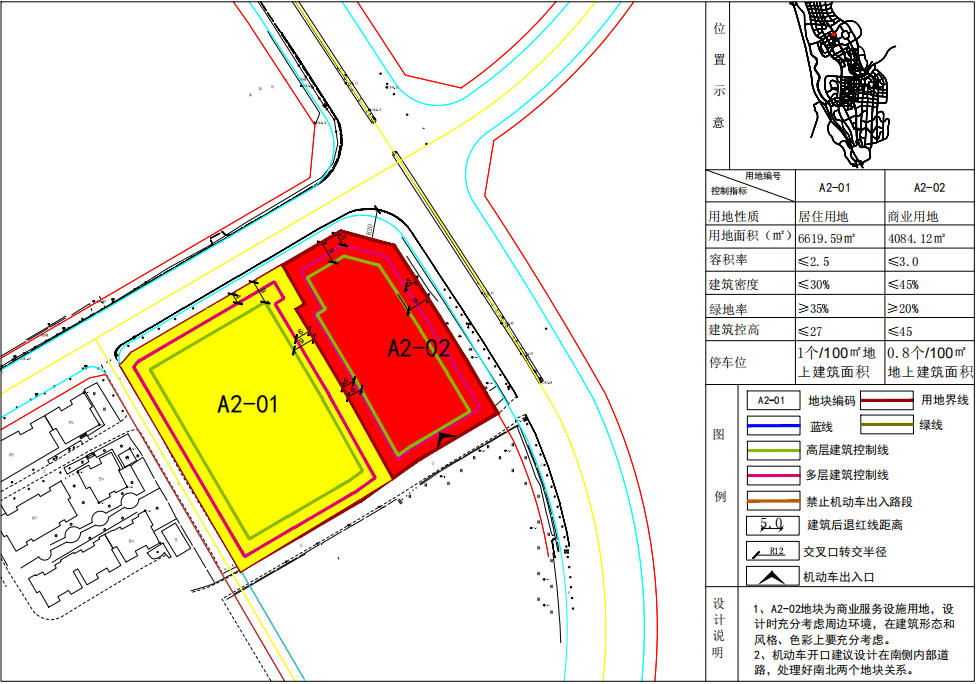 A2-01
A2-02
R20
位置示意
用地编号
控制指标
A2-01
A2-02
用地性质
居住用地
商业用地
用地面积（㎡）
6619.59㎡
4084.12㎡
容积率
≤2.5
≤3.0
建筑密度
≤30%
≤45%
绿地率
≥35%
≥20%
建筑控高
≤27
≤45
停车位
1个/100㎡地
上建筑面积
0.8个/100㎡
地上建筑面积
图例
A2-01
地块编码
用地界线
蓝线
绿线
高层建筑控制线
多层建筑控制线
禁止机动车出入路段
5.0
建筑后退红线距离
R12
交叉口转交半径
机动车出入口
设计说明
1、A2-02地块为商业服务设施用地，设
计时充分考虑周边环境，在建筑形态和
风格、色彩上要充分考虑。
2、机动车开口建议设计在南侧内部道
路，处理好南北两个地块关系。